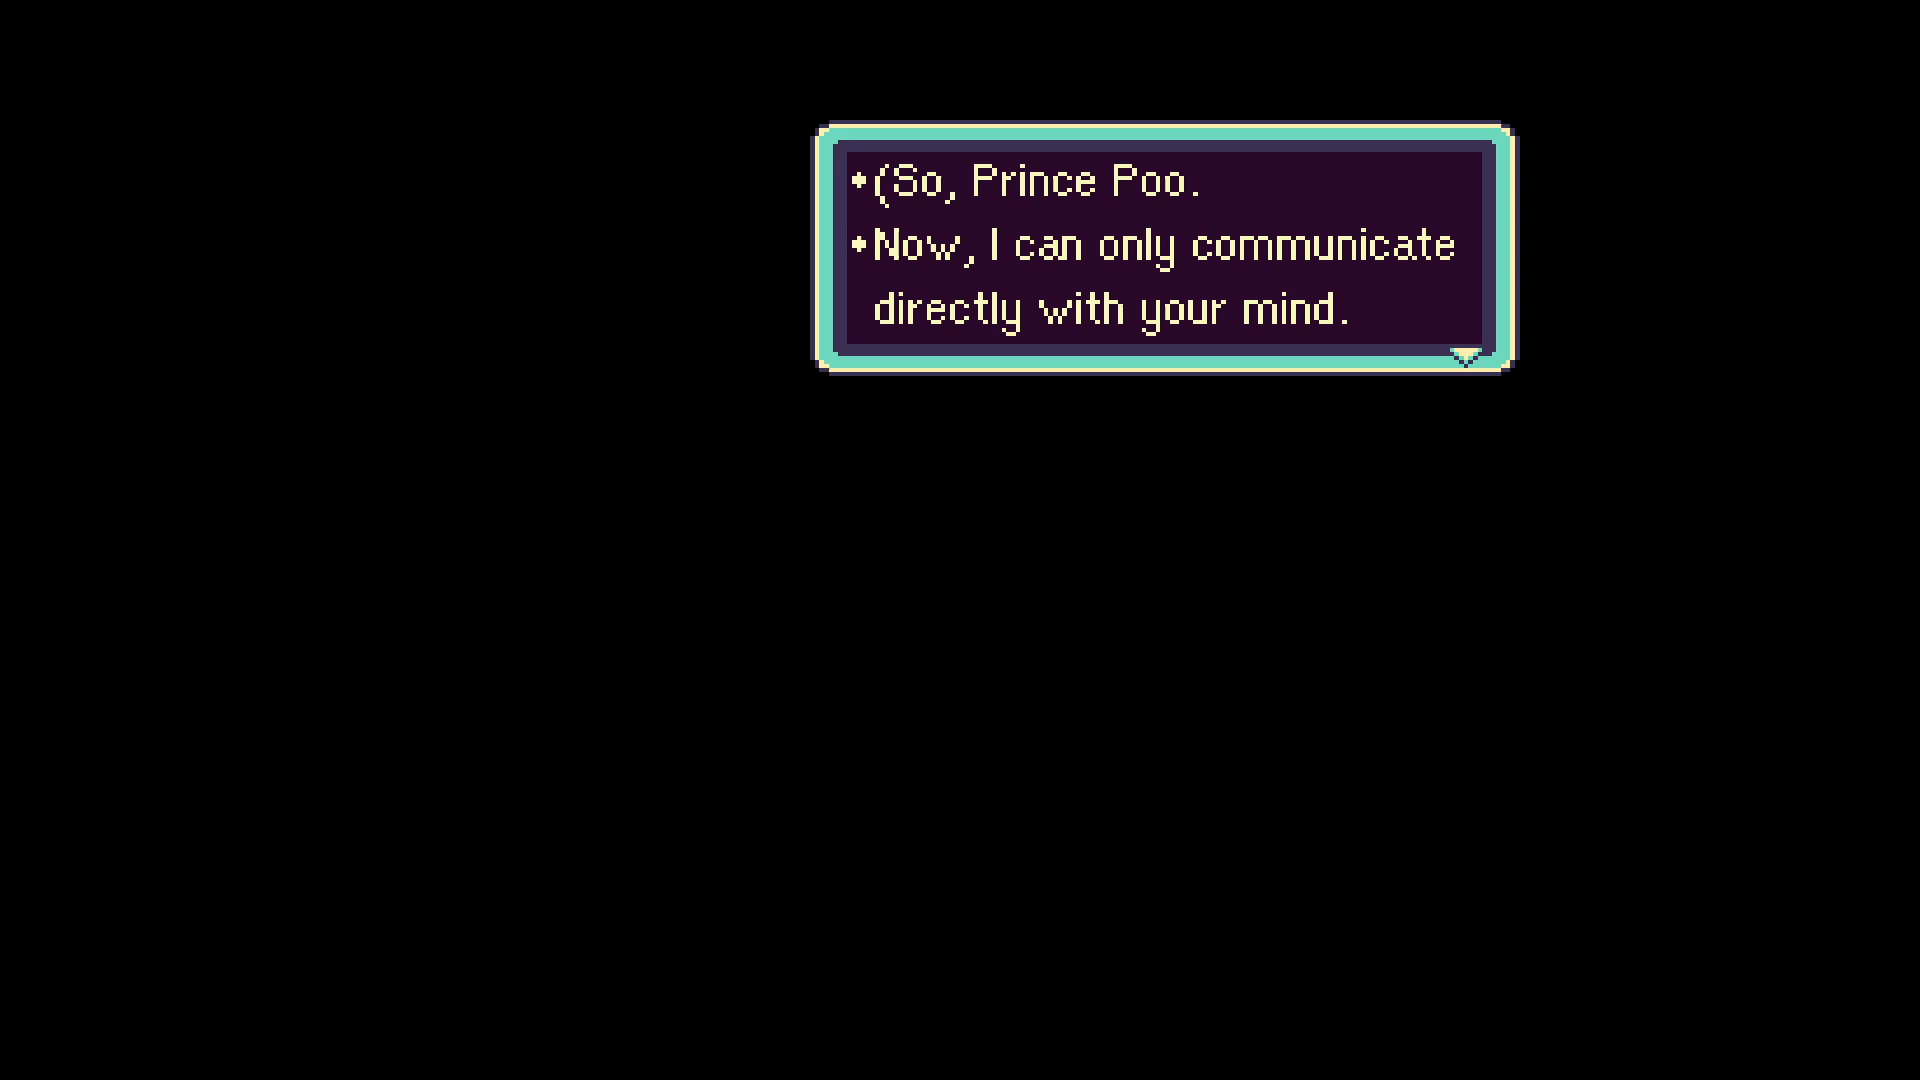 •(So, Prince Poo.
•Now, I can only communicate
directly with your mind.